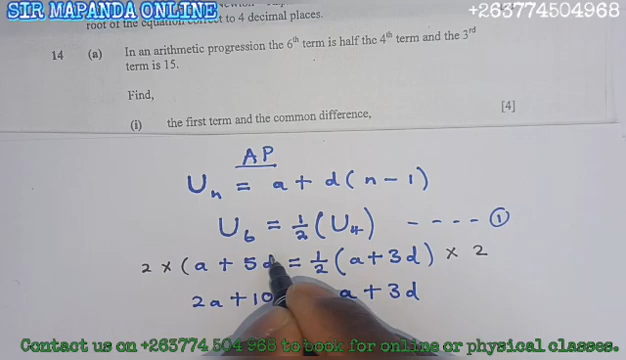 SIR MAPANDA ONLINE
+263774504968
root of the equation correct to 4 decimal places.
14 (a) In an arithmetic progression the 6th term is half the 4th term and the 3rd
term is 15.
Find,
(i) the first term and the common difference, [4]
AP
Un = a + d(n - 1)
U6 = 1/2 (U4) ---- ①
2 × (a + 5d = 1/2 (a + 3d) × 2
2a + 10 a + 3d
Contact us on +263774 504 968 to book for online or physical classes.